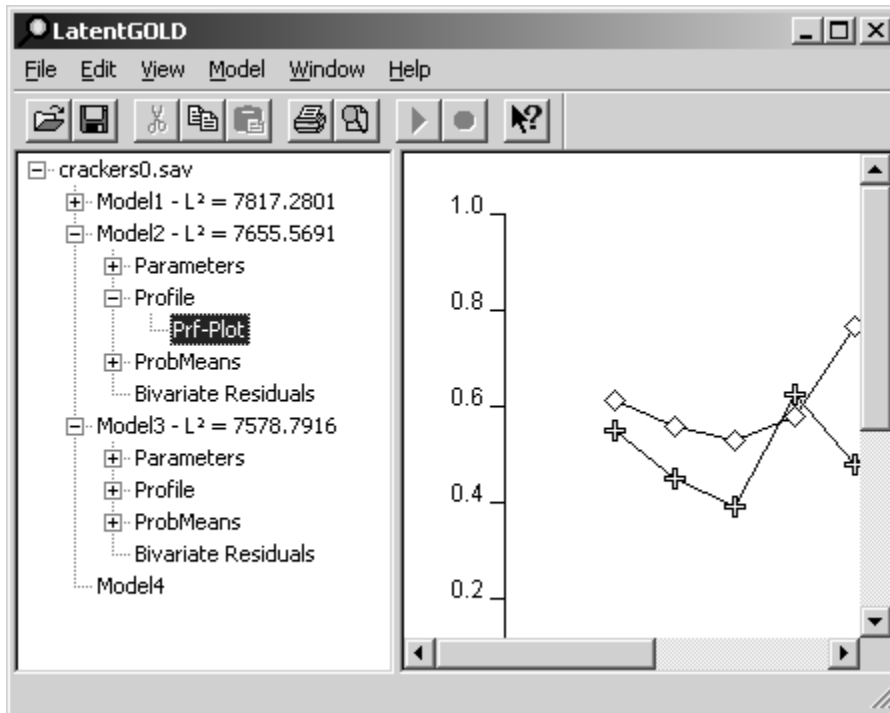 LatentGOLD
File Edit View Model Window Help
crackers0.sav
Model1 - L² = 7817.2801
Model2 - L² = 7655.5691
Parameters
Profile
Prf-Plot
ProbMeans
Bivariate Residuals
Model3 - L² = 7578.7916
Parameters
Profile
ProbMeans
Bivariate Residuals
Model4
1.0
0.8
0.6
0.4
0.2